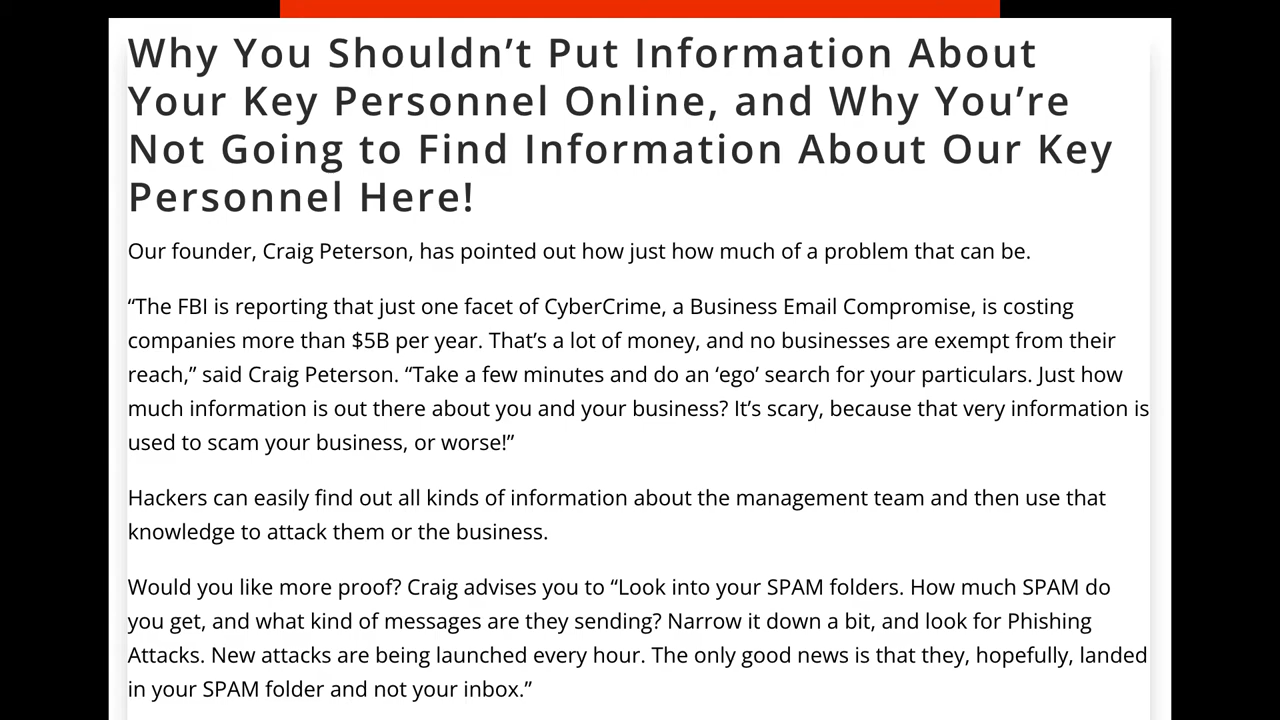 Why You Shouldn’t Put Information About
Your Key Personnel Online, and Why You’re
Not Going to Find Information About Our Key
Personnel Here!
Our founder, Craig Peterson, has pointed out how just how much of a problem that can be.
“The FBI is reporting that just one facet of CyberCrime, a Business Email Compromise, is costing
companies more than $5B per year. That’s a lot of money, and no businesses are exempt from their
reach,” said Craig Peterson. “Take a few minutes and do an ‘ego’ search for your particulars. Just how
much information is out there about you and your business? It’s scary, because that very information is
used to scam your business, or worse!”
Hackers can easily find out all kinds of information about the management team and then use that
knowledge to attack them or the business.
Would you like more proof? Craig advises you to “Look into your SPAM folders. How much SPAM do
you get, and what kind of messages are they sending? Narrow it down a bit, and look for Phishing
Attacks. New attacks are being launched every hour. The only good news is that they, hopefully, landed
in your SPAM folder and not your inbox.”